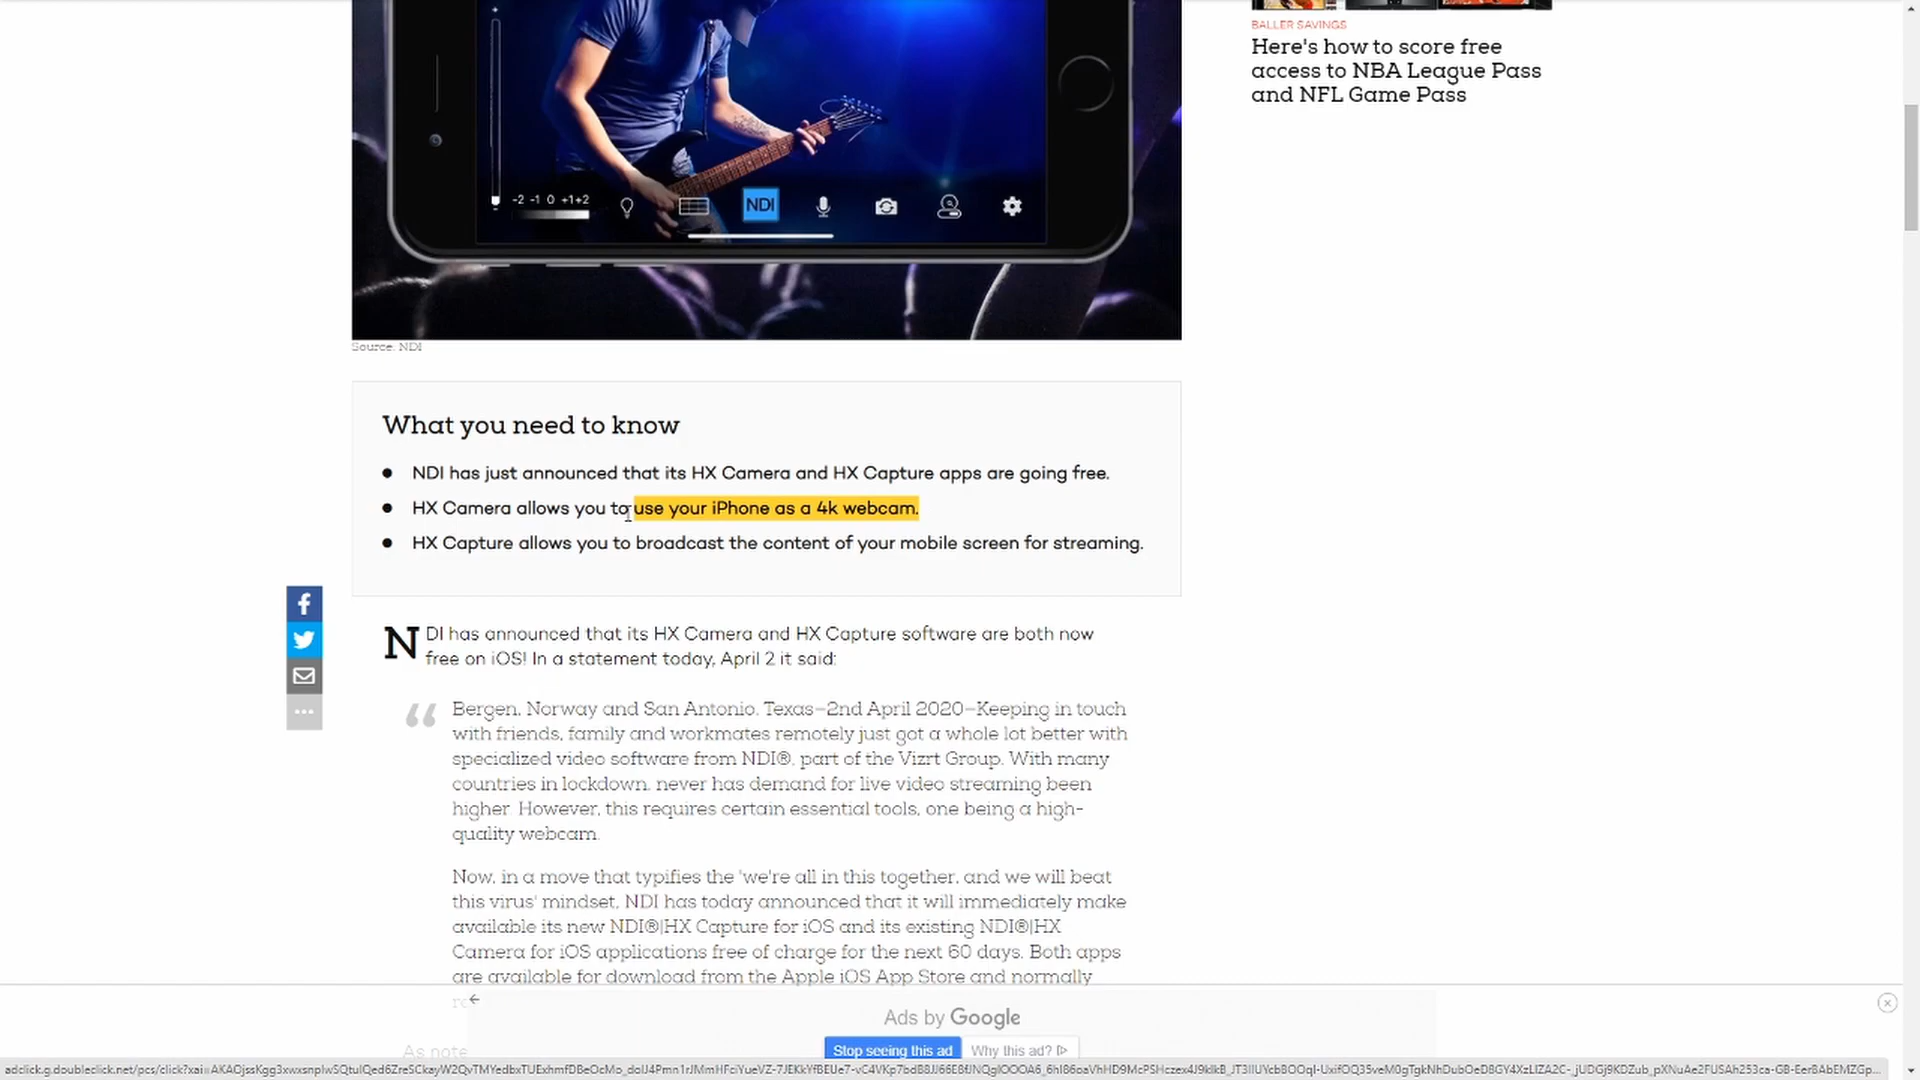 BALLER SAVINGS
Here's how to score free
access to NBA League Pass
and NFL Game Pass
-2 -1 0 +1 +2
NDI
Source: NDI
What you need to know
NDI has just announced that its HX Camera and HX Capture apps are going free.
HX Camera allows you to use your iPhone as a 4k webcam.
HX Capture allows you to broadcast the content of your mobile screen for streaming.
NDI has announced that its HX Camera and HX Capture software are both now
free on iOS! In a statement today, April 2 it said:
Bergen, Norway and San Antonio, Texas–2nd April 2020–Keeping in touch
with friends, family and workmates remotely just got a whole lot better with
specialized video software from NDI®, part of the Vizrt Group. With many
countries in lockdown, never has demand for live video streaming been
higher. However, this requires certain essential tools, one being a high-
quality webcam.
Now, in a move that typifies the 'we're all in this together, and we will beat
this virus' mindset, NDI has today announced that it will immediately make
available its new NDI®|HX Capture for iOS and its existing NDI®|HX
Camera for iOS applications free of charge for the next 60 days. Both apps
are available for download from the Apple iOS App Store and normally
Ads by Google
As note
Stop seeing this ad Why this ad?